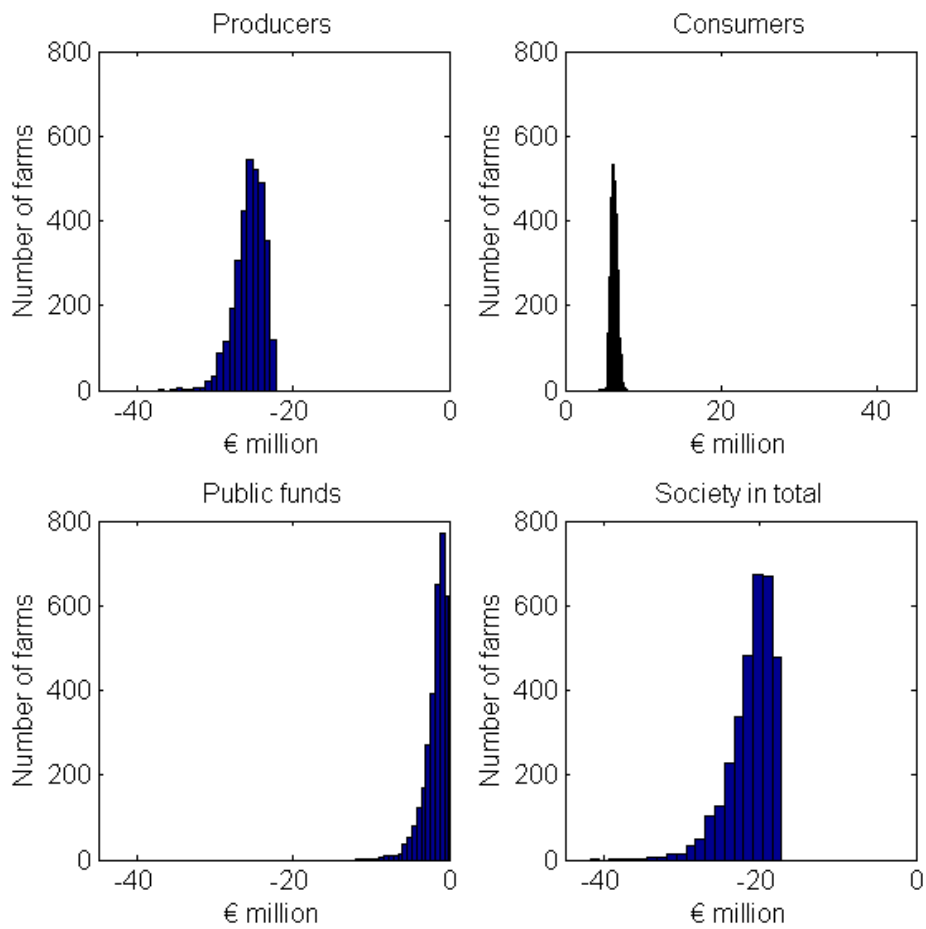 Producers
800
600
400
200
0
Number of farms
-40 -20 0
€ million
Consumers
800
600
400
200
0
Number of farms
0 20 40
€ million
Public funds
800
600
400
200
0
Number of farms
-40 -20 0
€ million
Society in total
800
600
400
200
0
Number of farms
-40 -20 0
€ million